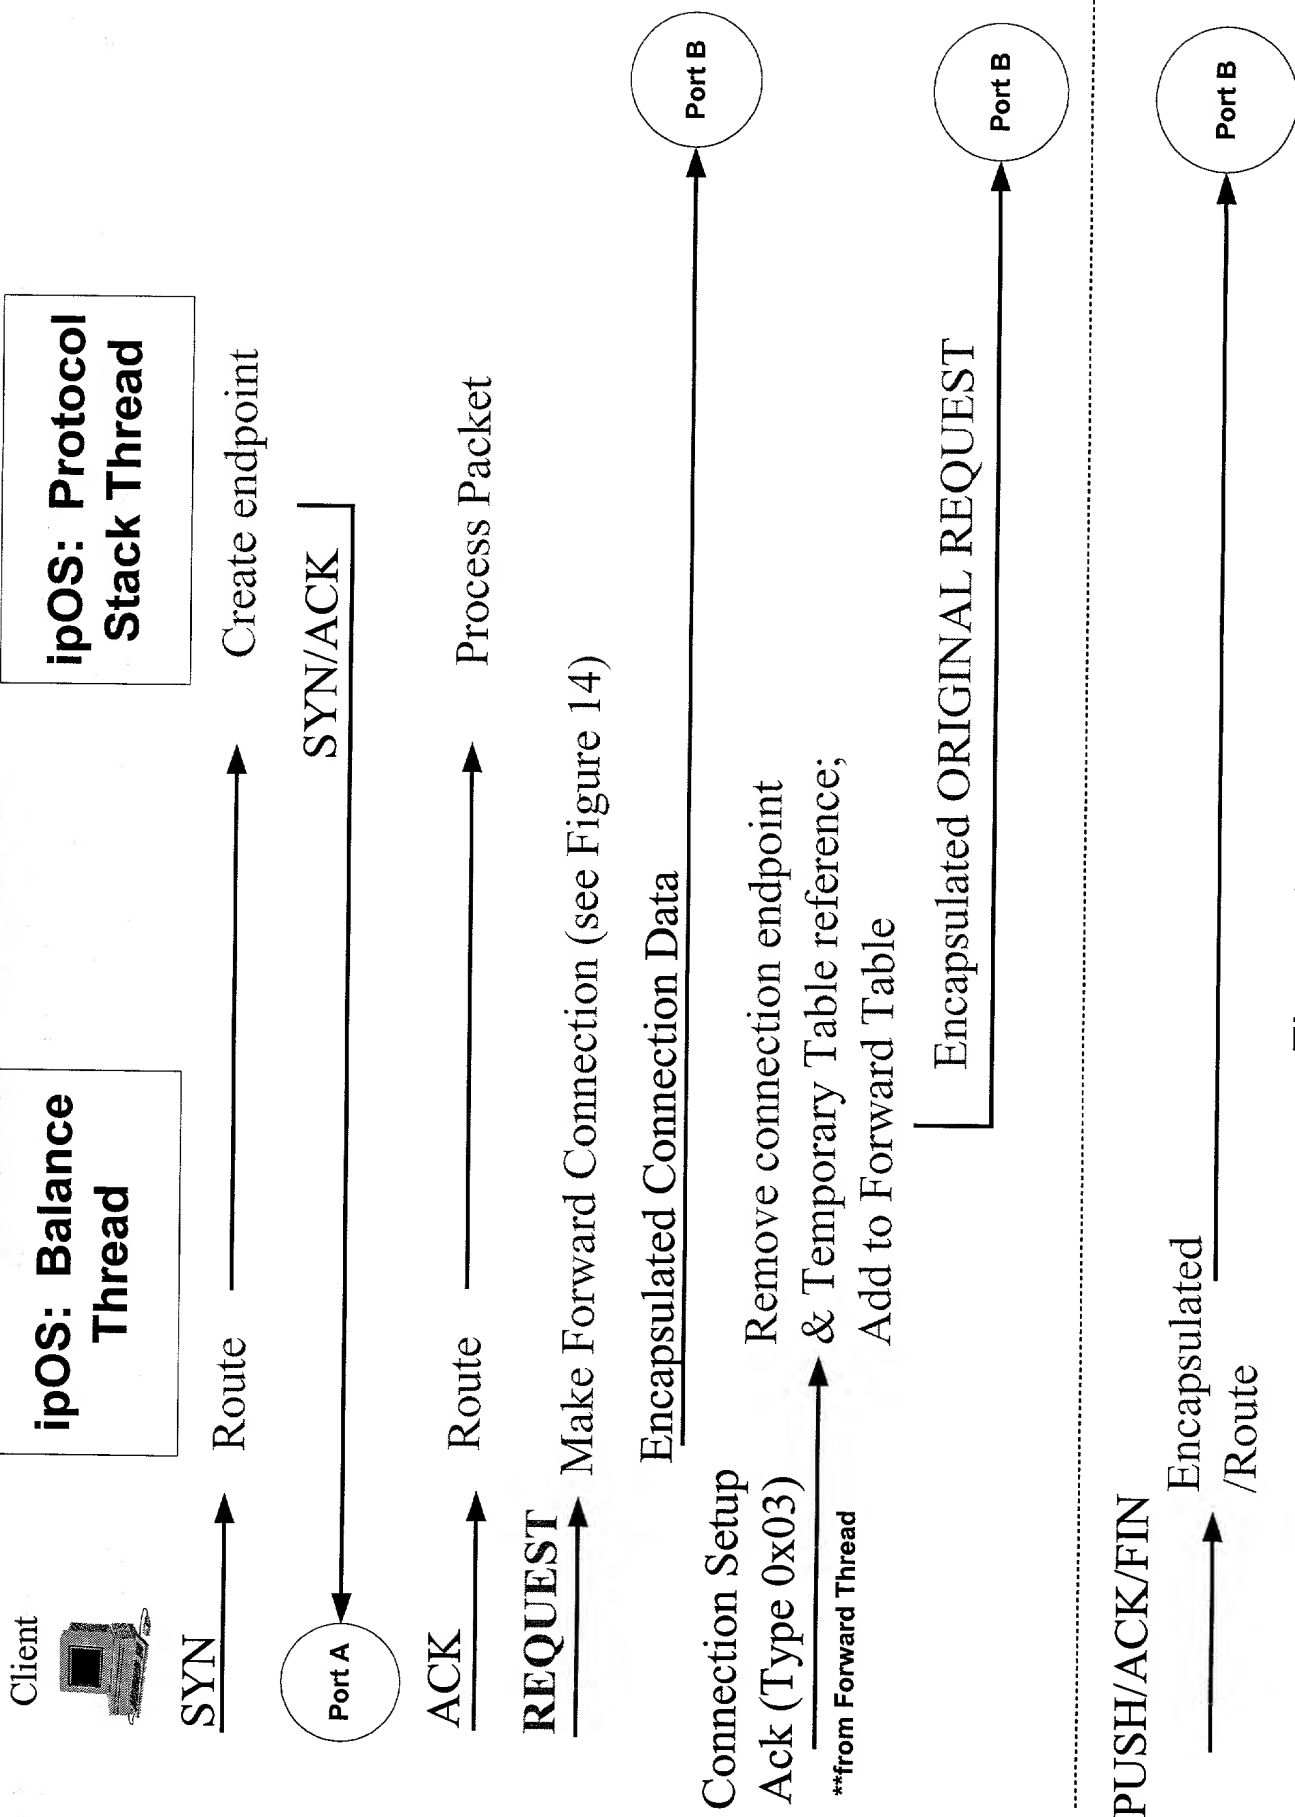 Client
ipOS: Balance
Thread
ipOS: Protocol
Stack Thread
SYN
Route
Create endpoint
SYN/ACK
Port A
ACK
Route
Process Packet
REQUEST
Make Forward Connection (see Figure 14)
Encapsulated Connection Data
Port B
Connection Setup
Ack (Type 0x03)
**from Forward Thread
Remove connection endpoint
& Temporary Table reference;
Add to Forward Table
Encapsulated ORIGINAL REQUEST
Port B
PUSH/ACK/FIN
Encapsulated
/Route
Port B